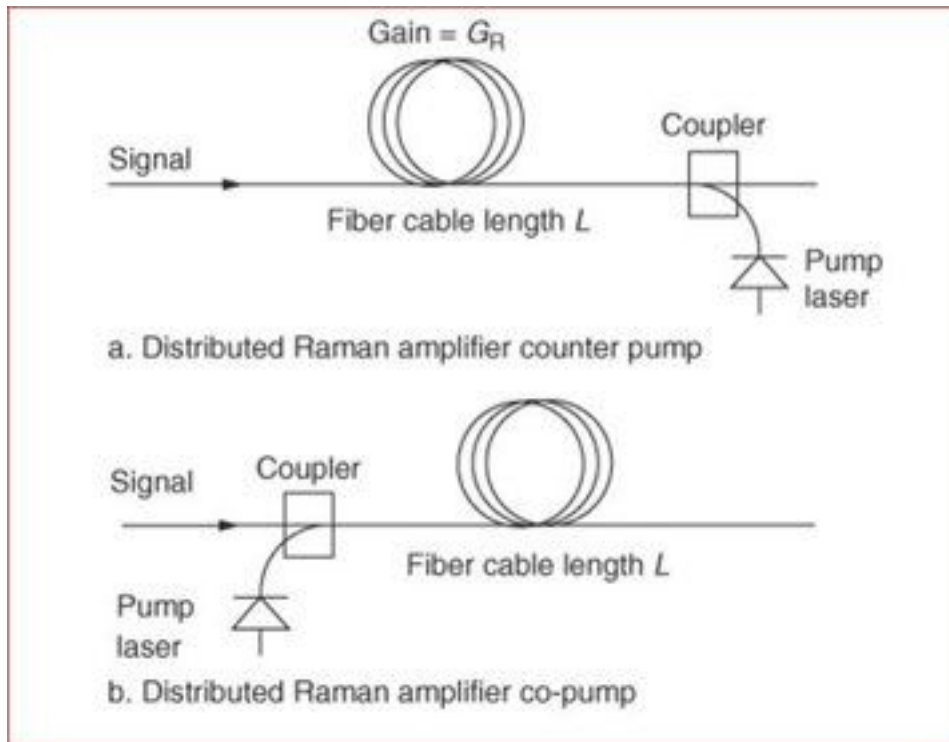 Gain = G_R
Coupler
Signal
Fiber cable length L
Pump
laser
a. Distributed Raman amplifier counter pump
Coupler
Signal
Fiber cable length L
Pump
laser
b. Distributed Raman amplifier co-pump